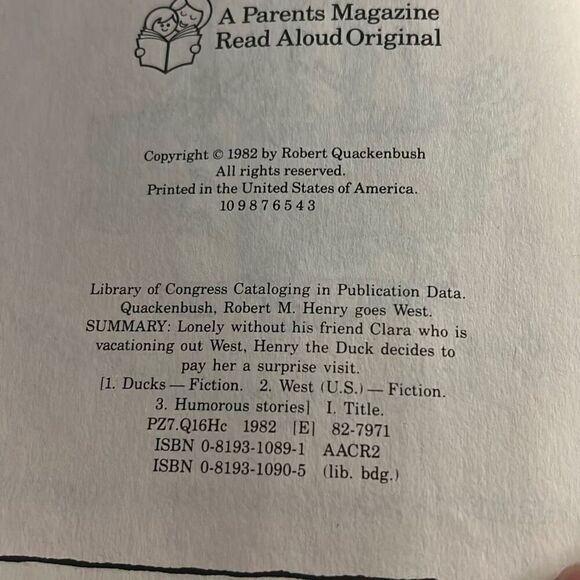 A Parents Magazine
Read Aloud Original
Copyright © 1982 by Robert Quackenbush
All rights reserved.
Printed in the United States of America.
10 9 8 7 6 5 4 3
Library of Congress Cataloging in Publication Data.
Quackenbush, Robert M. Henry goes West.
SUMMARY: Lonely without his friend Clara who is
vacationing out West, Henry the Duck decides to
pay her a surprise visit.
[1. Ducks — Fiction. 2. West (U.S.) — Fiction.
3. Humorous stories] I. Title.
PZ7.Q16Hc 1982 [E] 82-7971
ISBN 0-8193-1089-1 AACR2
ISBN 0-8193-1090-5 (lib. bdg.)